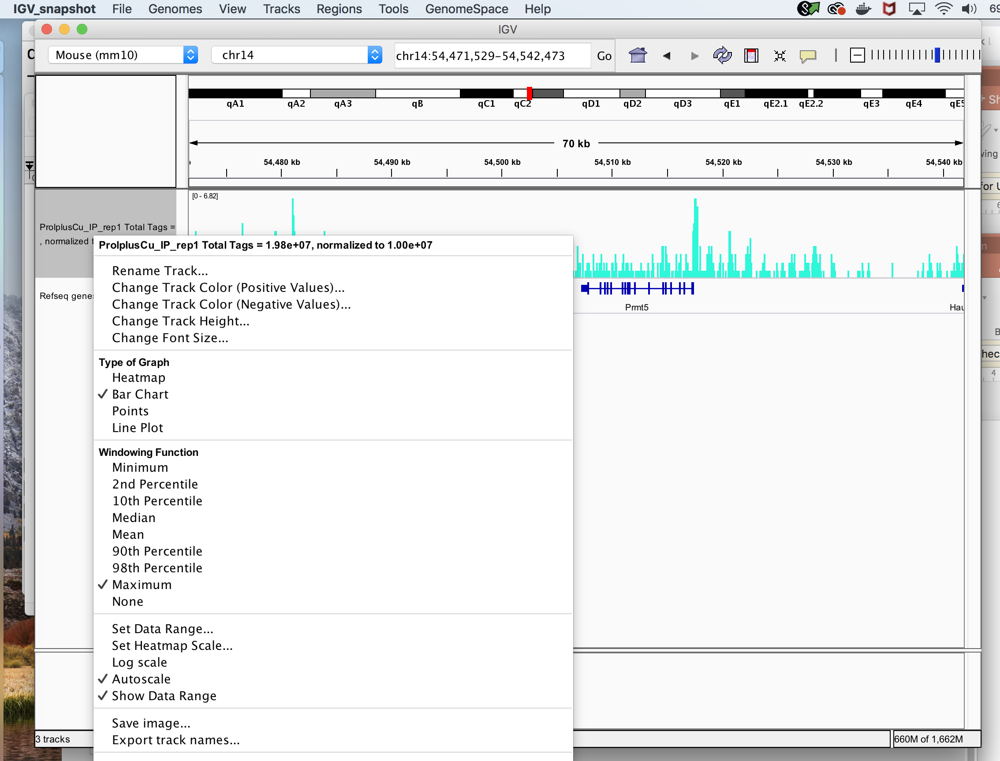 IGV_snapshot File Genomes View Tracks Regions Tools GenomeSpace Help
IGV
Mouse (mm10) chr14 chr14:54,471,529-54,542,473 Go
qA1 qA2 qA3 qB qC1 qC2 qD1 qD2 qD3 qE1 qE2.1 qE2.2 qE3 qE4 qE5
70 kb
54,480 kb 54,490 kb 54,500 kb 54,510 kb 54,520 kb 54,530 kb 54,540 kb
[0 - 6.82]
ProlplusCu_IP_rep1 Total Tags =
, normalized t
ProlplusCu_IP_rep1 Total Tags = 1.98e+07, normalized to 1.00e+07
Rename Track...
Change Track Color (Positive Values)...
Refseq genes
Change Track Color (Negative Values)...
Prmt5
Hau
Change Track Height...
Change Font Size...
Type of Graph
Heatmap
✓ Bar Chart
Points
Line Plot
Windowing Function
Minimum
2nd Percentile
10th Percentile
Median
Mean
90th Percentile
98th Percentile
✓ Maximum
None
Set Data Range...
Set Heatmap Scale...
Log scale
✓ Autoscale
✓ Show Data Range
Save image...
Export track names...
3 tracks
660M of 1,662M